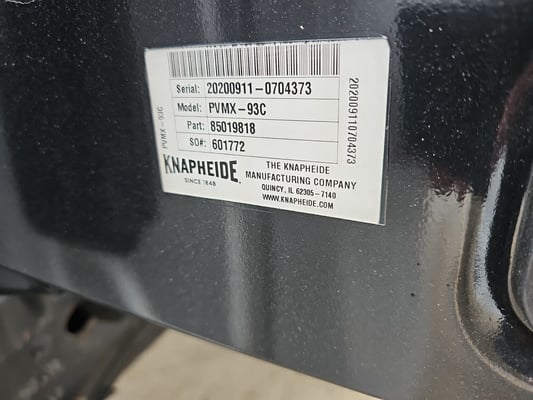 Serial: 20200911-0704373
Model: PVMX-93C
Part: 85019818
SO#: 601772
KNAPHEIDE.
SINCE 1848
THE KNAPHEIDE
MANUFACTURING COMPANY
QUINCY, IL 62305-7140
WWW.KNAPHEIDE.COM
PVMX-93C
202009110704373